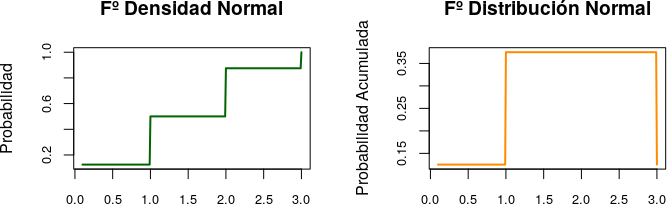 Fº Densidad Normal
Probabilidad
1.0
0.6
0.2
0.0 0.5 1.0 1.5 2.0 2.5 3.0
Fº Distribución Normal
Probabilidad Acumulada
0.35
0.25
0.15
0.0 0.5 1.0 1.5 2.0 2.5 3.0